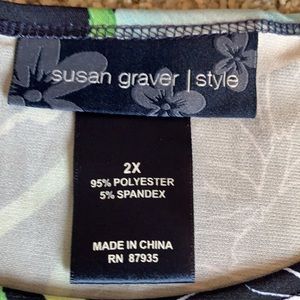 susan graver | style
2X
95% POLYESTER
5% SPANDEX
MADE IN CHINA
RN 87935